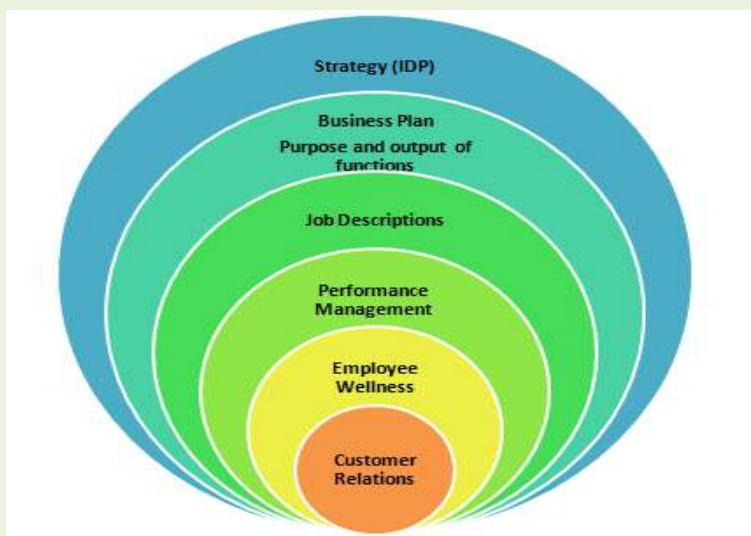 Strategy (IDP)
Business Plan
Purpose and output of
functions
Job Descriptions
Performance
Management
Employee
Wellness
Customer
Relations